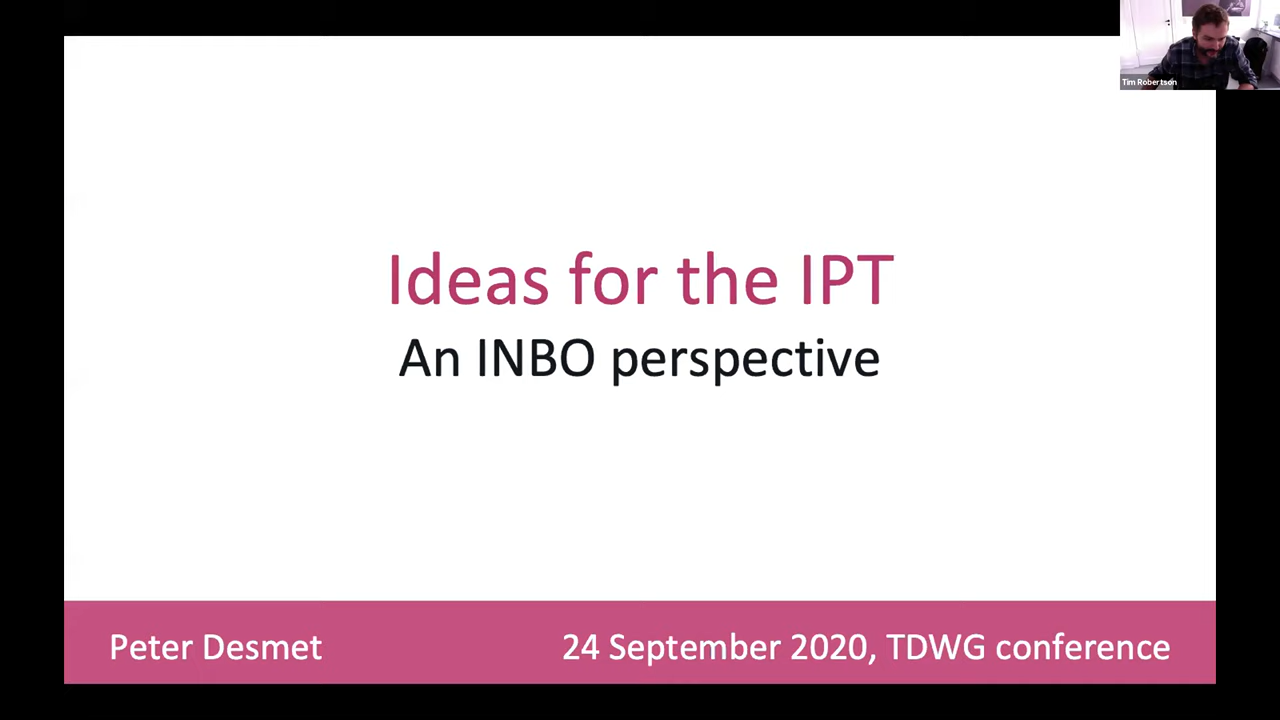 Tim Robertson
Ideas for the IPT
An INBO perspective
Peter Desmet
24 September 2020, TDWG conference